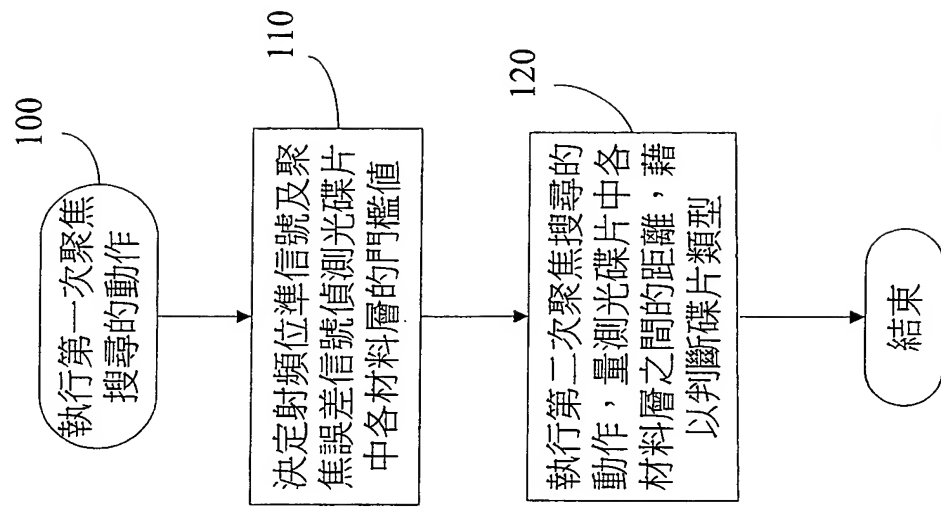 100
執行第一次聚焦
搜尋的動作
110
決定射頻位準信號及聚
焦誤差信號偵測光碟片
中各材料層的門檻值
120
執行第二次聚焦搜尋的
動作，量測光碟片中各
材料層之間的距離，藉
以判斷碟片類型
結束